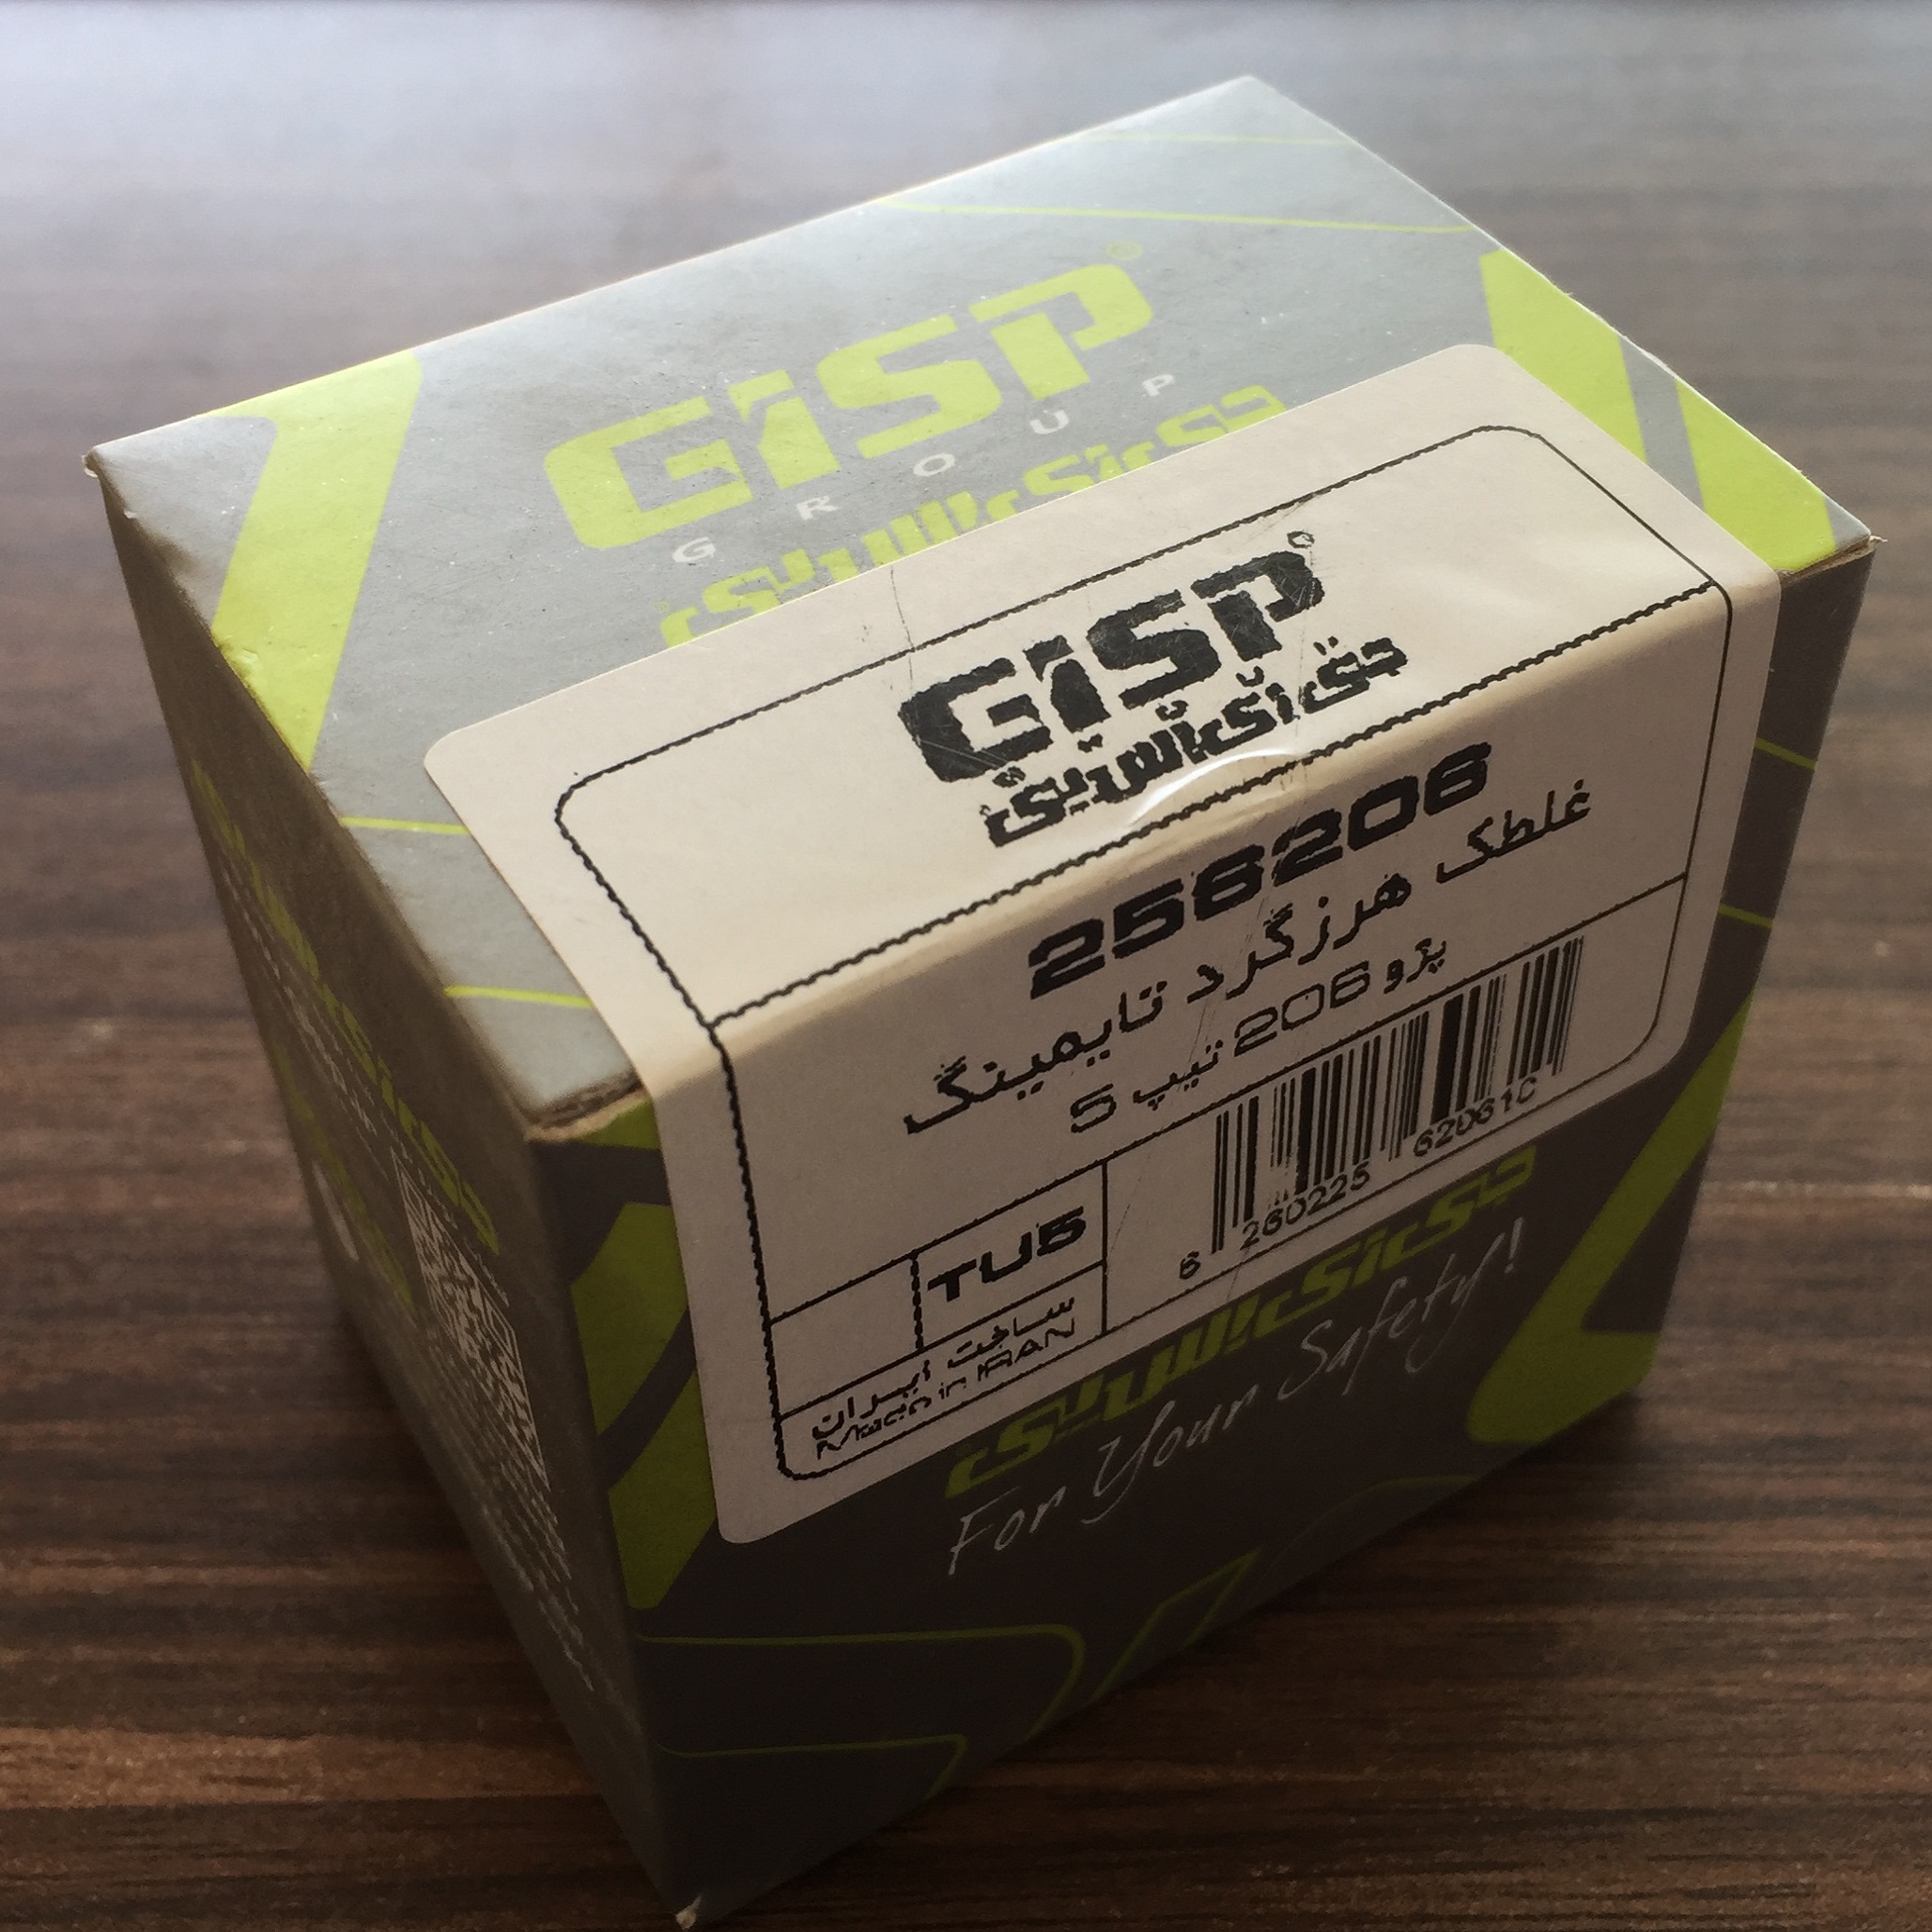 GISP
GROUP
جی‌آی‌اس‌پی
GISP
جی‌آی‌اس‌پی
256206
غلطک هرزگرد تایمینگ
پژو 206 تیپ 5
TU5
ساخت ایران
Made in IRAN
6 260225 620610
جی‌آی‌اس‌پی
For Your Safety!